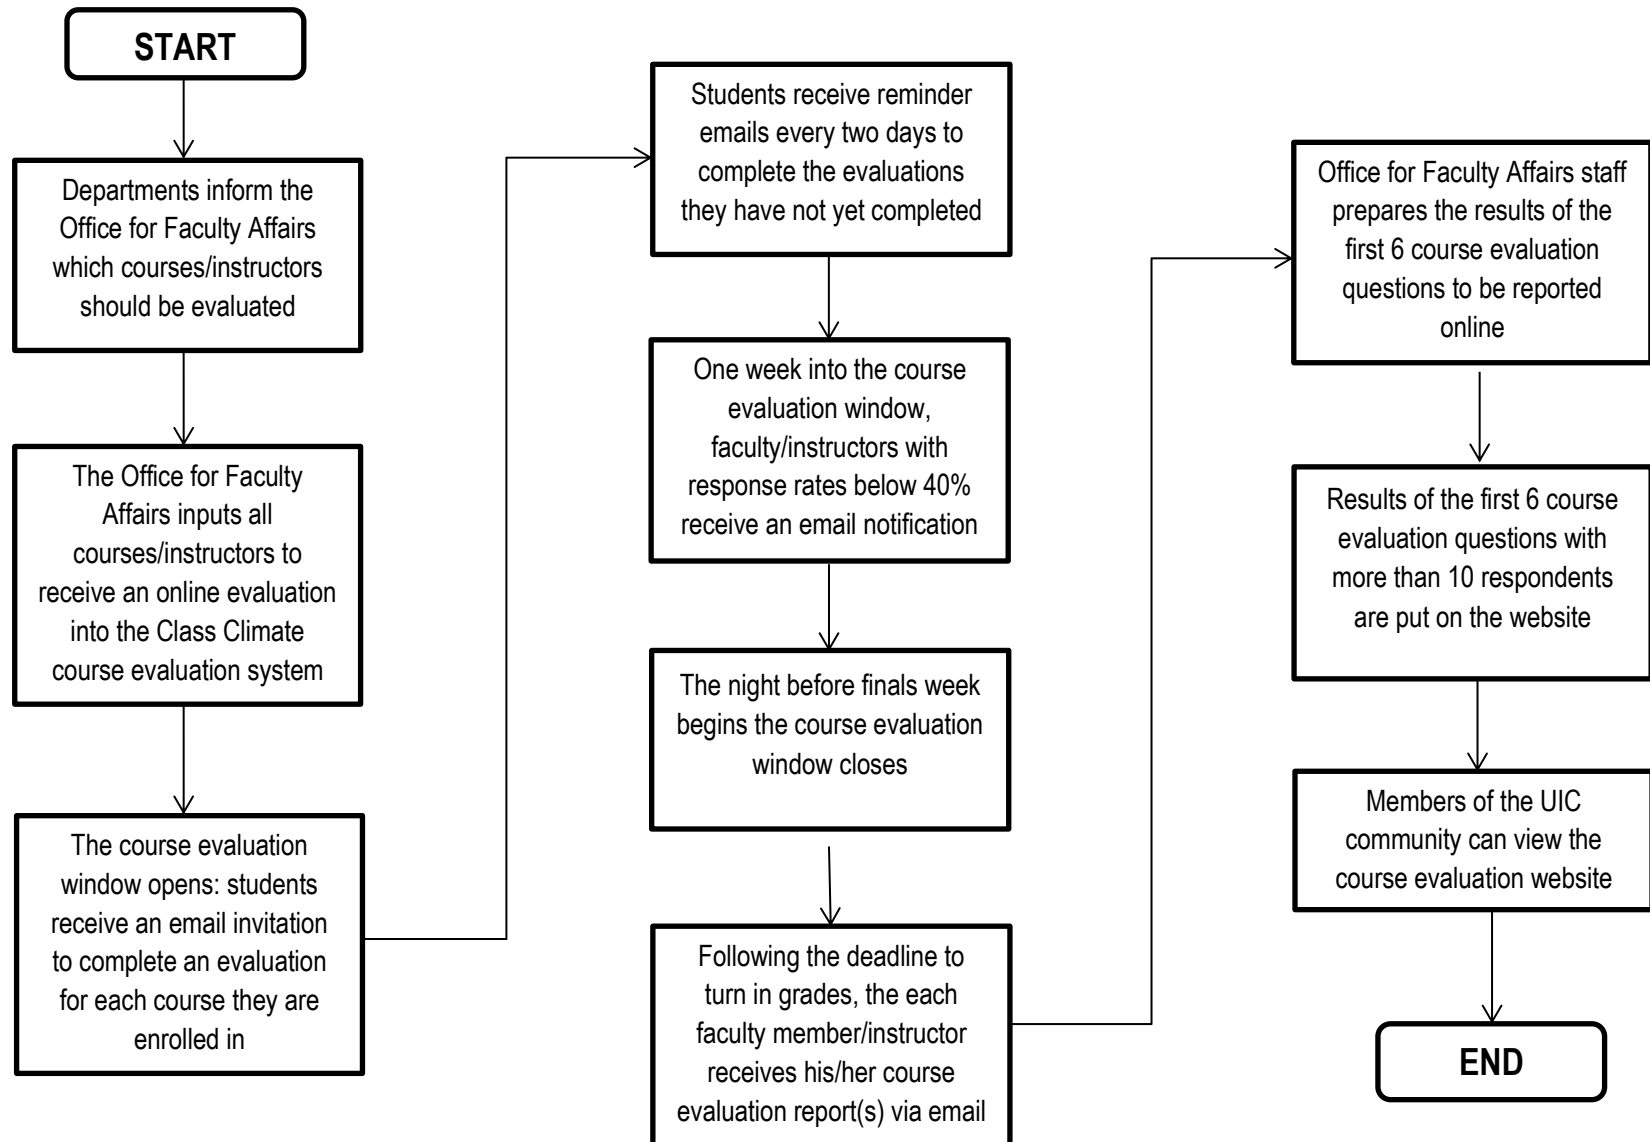 START
Departments inform the
Office for Faculty Affairs
which courses/instructors
should be evaluated
The Office for Faculty
Affairs inputs all
courses/instructors to
receive an online evaluation
into the Class Climate
course evaluation system
The course evaluation
window opens: students
receive an email invitation
to complete an evaluation
for each course they are
enrolled in
Students receive reminder
emails every two days to
complete the evaluations
they have not yet completed
One week into the course
evaluation window,
faculty/instructors with
response rates below 40%
receive an email notification
The night before finals week
begins the course evaluation
window closes
Following the deadline to
turn in grades, the each
faculty member/instructor
receives his/her course
evaluation report(s) via email
Office for Faculty Affairs staff
prepares the results of the
first 6 course evaluation
questions to be reported
online
Results of the first 6 course
evaluation questions with
more than 10 respondents
are put on the website
Members of the UIC
community can view the
course evaluation website
END